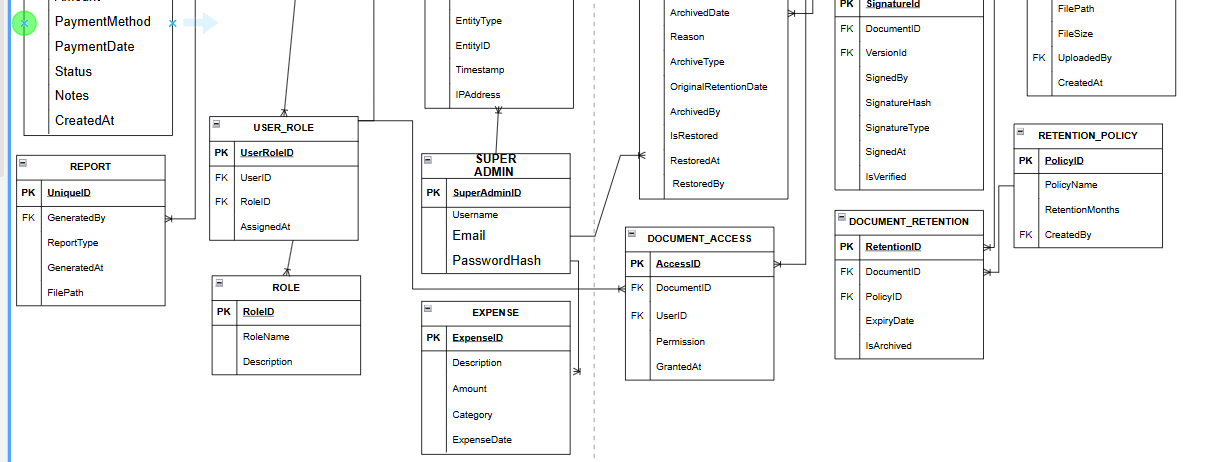 Amount
PaymentMethod
PaymentDate
Status
Notes
CreatedAt
REPORT
PK UniqueID
FK GeneratedBy
ReportType
GeneratedAt
FilePath
USER_ROLE
PK UserRoleID
FK UserID
FK RoleID
AssignedAt
ROLE
PK RoleID
RoleName
Description
EntityType
EntityID
Timestamp
IPAddress
SUPER
ADMIN
PK SuperAdminID
Username
Email
PasswordHash
EXPENSE
PK ExpenseID
Description
Amount
Category
ExpenseDate
ArchivedDate
Reason
ArchiveType
OriginalRetentionDate
ArchivedBy
IsRestored
RestoredAt
RestoredBy
DOCUMENT_ACCESS
PK AccessID
FK DocumentID
FK UserID
Permission
GrantedAt
PK SignatureId
FK DocumentID
FK VersionId
SignedBy
SignatureHash
SignatureType
SignedAt
IsVerified
DOCUMENT_RETENTION
PK RetentionID
FK DocumentID
FK PolicyID
ExpiryDate
IsArchived
FilePath
FileSize
FK UploadedBy
CreatedAt
RETENTION_POLICY
PK PolicyID
PolicyName
RetentionMonths
FK CreatedBy